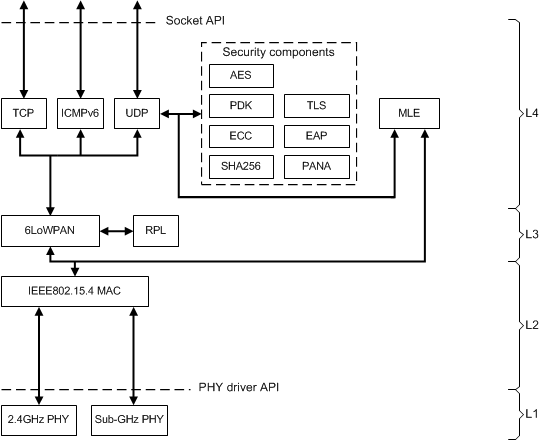 Socket API
Security components
AES
TCP
ICMPv6
UDP
PDK
TLS
MLE
L4
ECC
EAP
SHA256
PANA
6LoWPAN
RPL
L3
IEEE802.15.4 MAC
L2
PHY driver API
2.4GHz PHY
Sub-GHz PHY
L1